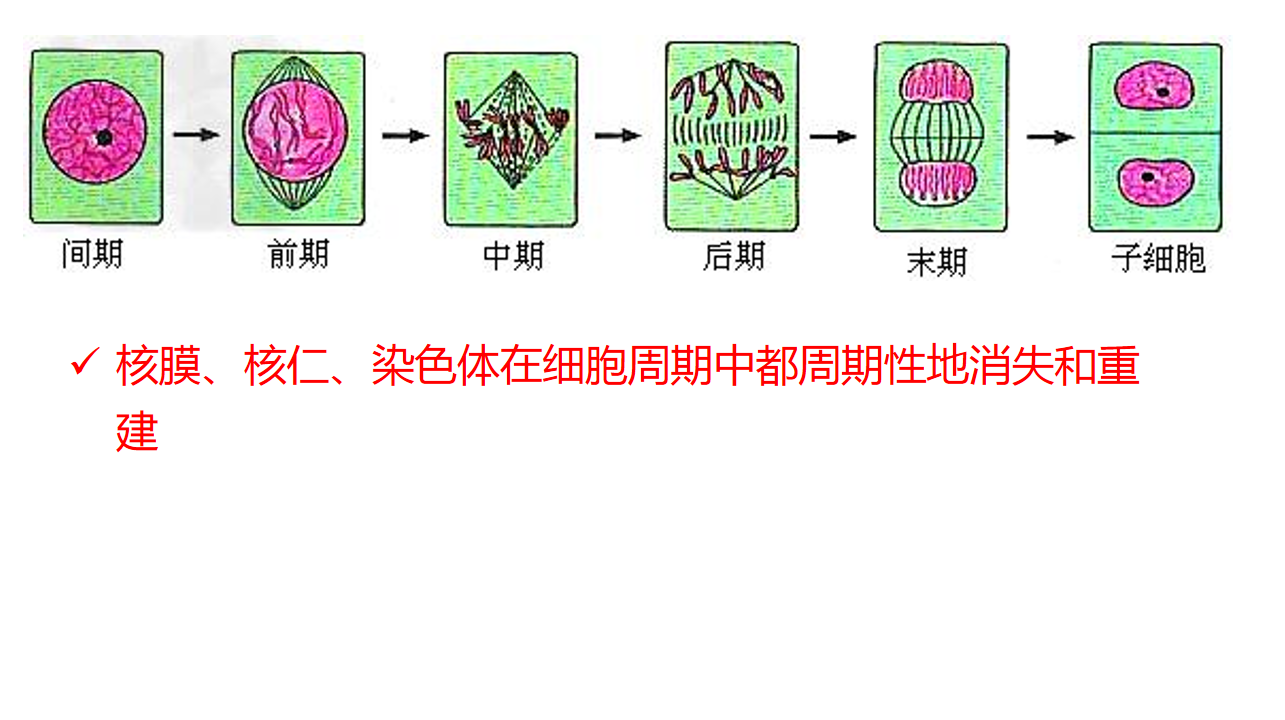 间期 前期 中期 后期 末期 子细胞
✓ 核膜、核仁、染色体在细胞周期中都周期性地消失和重
建